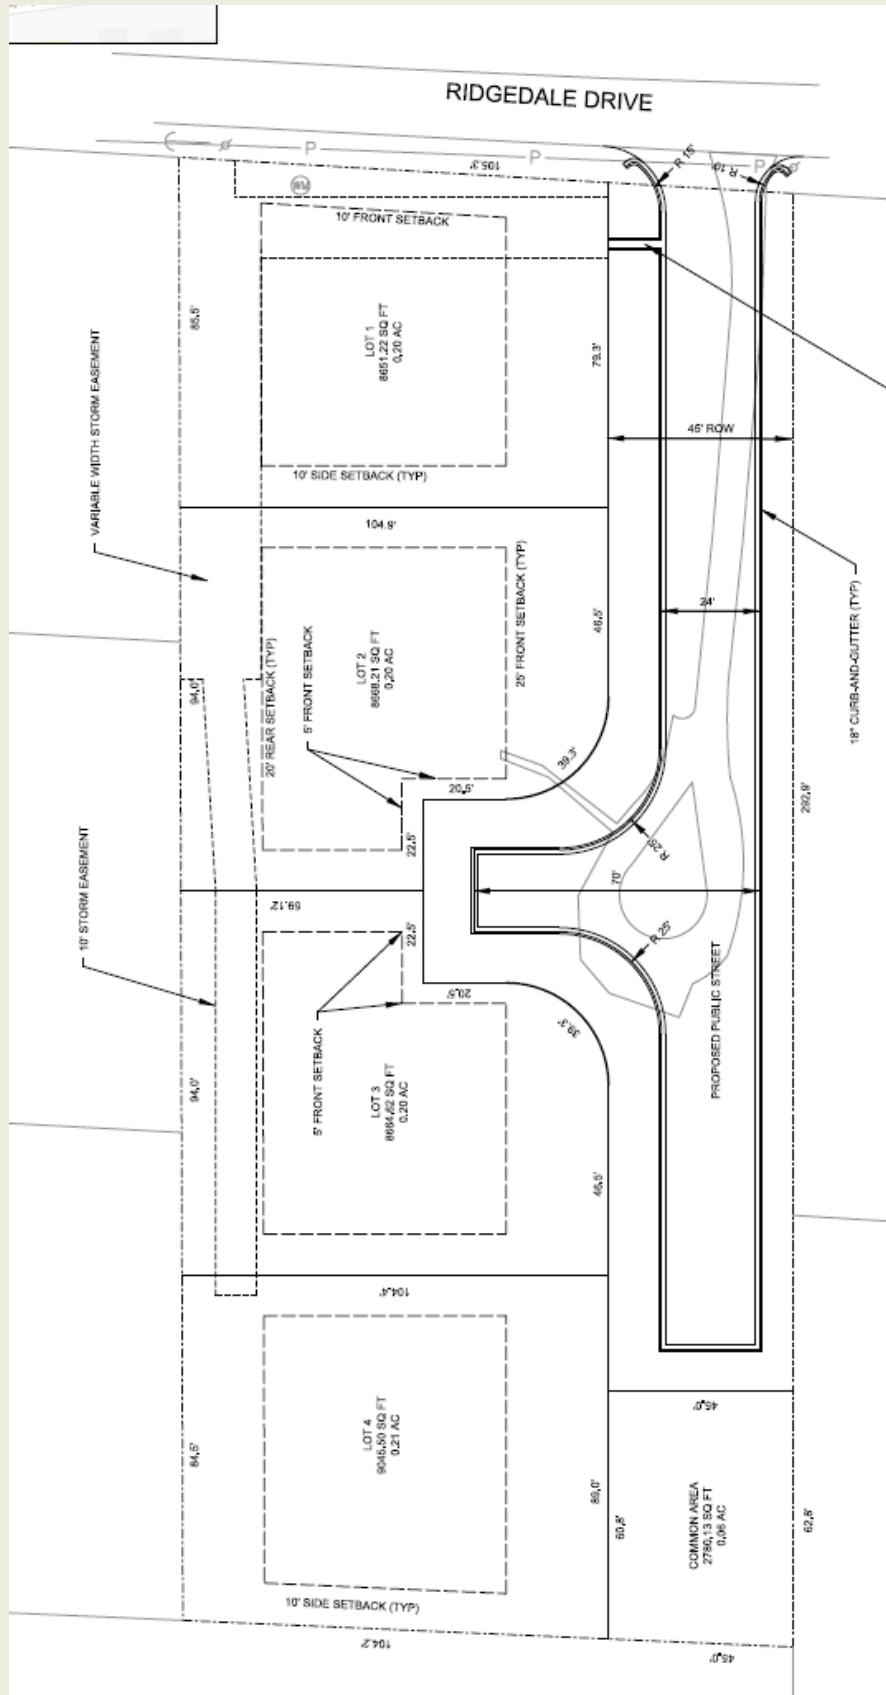 RIDGEDALE DRIVE
P
P
P
105.3'
R 15'
R 10'
10' FRONT SETBACK
85.5'
LOT 1
8651.22 SQ FT
0.20 AC
79.3'
VARIABLE WIDTH STORM EASEMENT
45' ROW
10' SIDE SETBACK (TYP)
104.9'
24'
18" CURB-AND-GUTTER (TYP)
46.5'
LOT 2
8668.21 SQ FT
0.20 AC
25' FRONT SETBACK (TYP)
5' FRONT SETBACK
20' REAR SETBACK (TYP)
94.0'
39.3'
20.5'
22.5'
R 25'
292.9'
10' STORM EASEMENT
70'
59.12'
22.5'
R 25'
20.5'
39.3'
PROPOSED PUBLIC STREET
5' FRONT SETBACK
94.0'
LOT 3
8664.62 SQ FT
0.20 AC
46.5'
104.4'
45.0'
LOT 4
9045.50 SQ FT
0.21 AC
84.5'
89.0'
60.8'
COMMON AREA
2780.13 SQ FT
0.06 AC
62.8'
10' SIDE SETBACK (TYP)
104.2'
45.0'